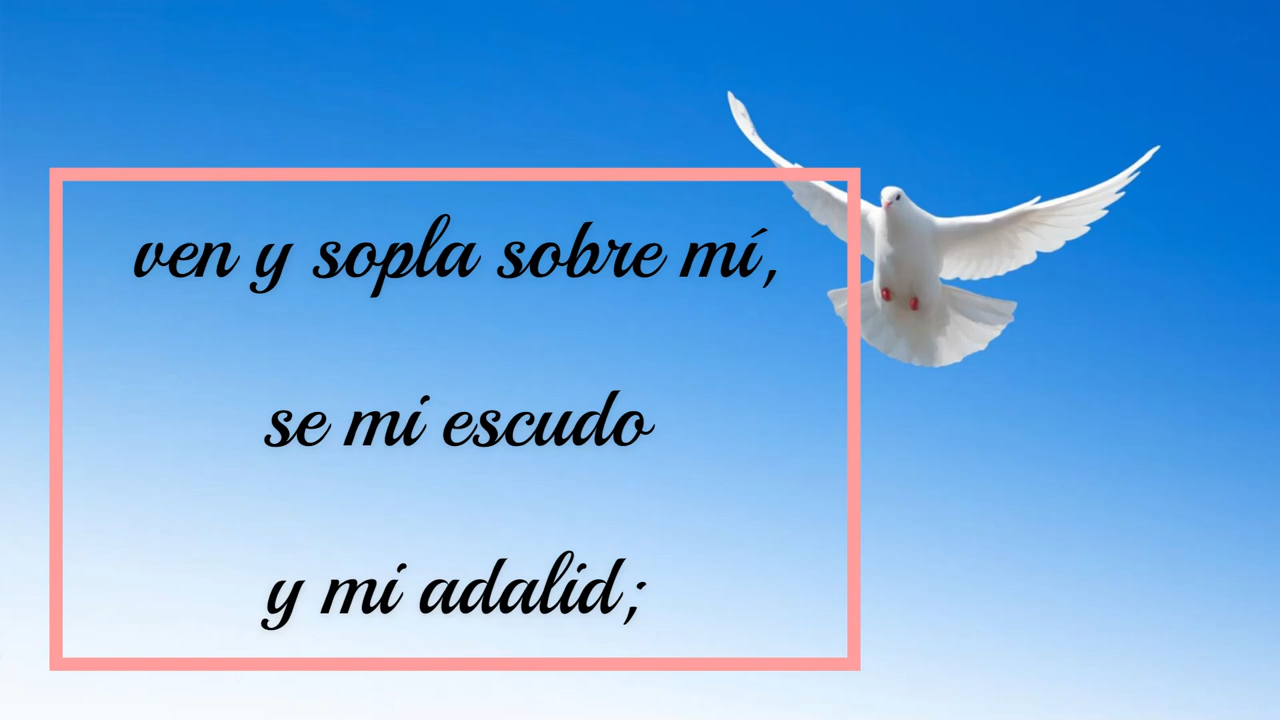 ven y sopla sobre mí,
se mi escudo
y mi adalid;